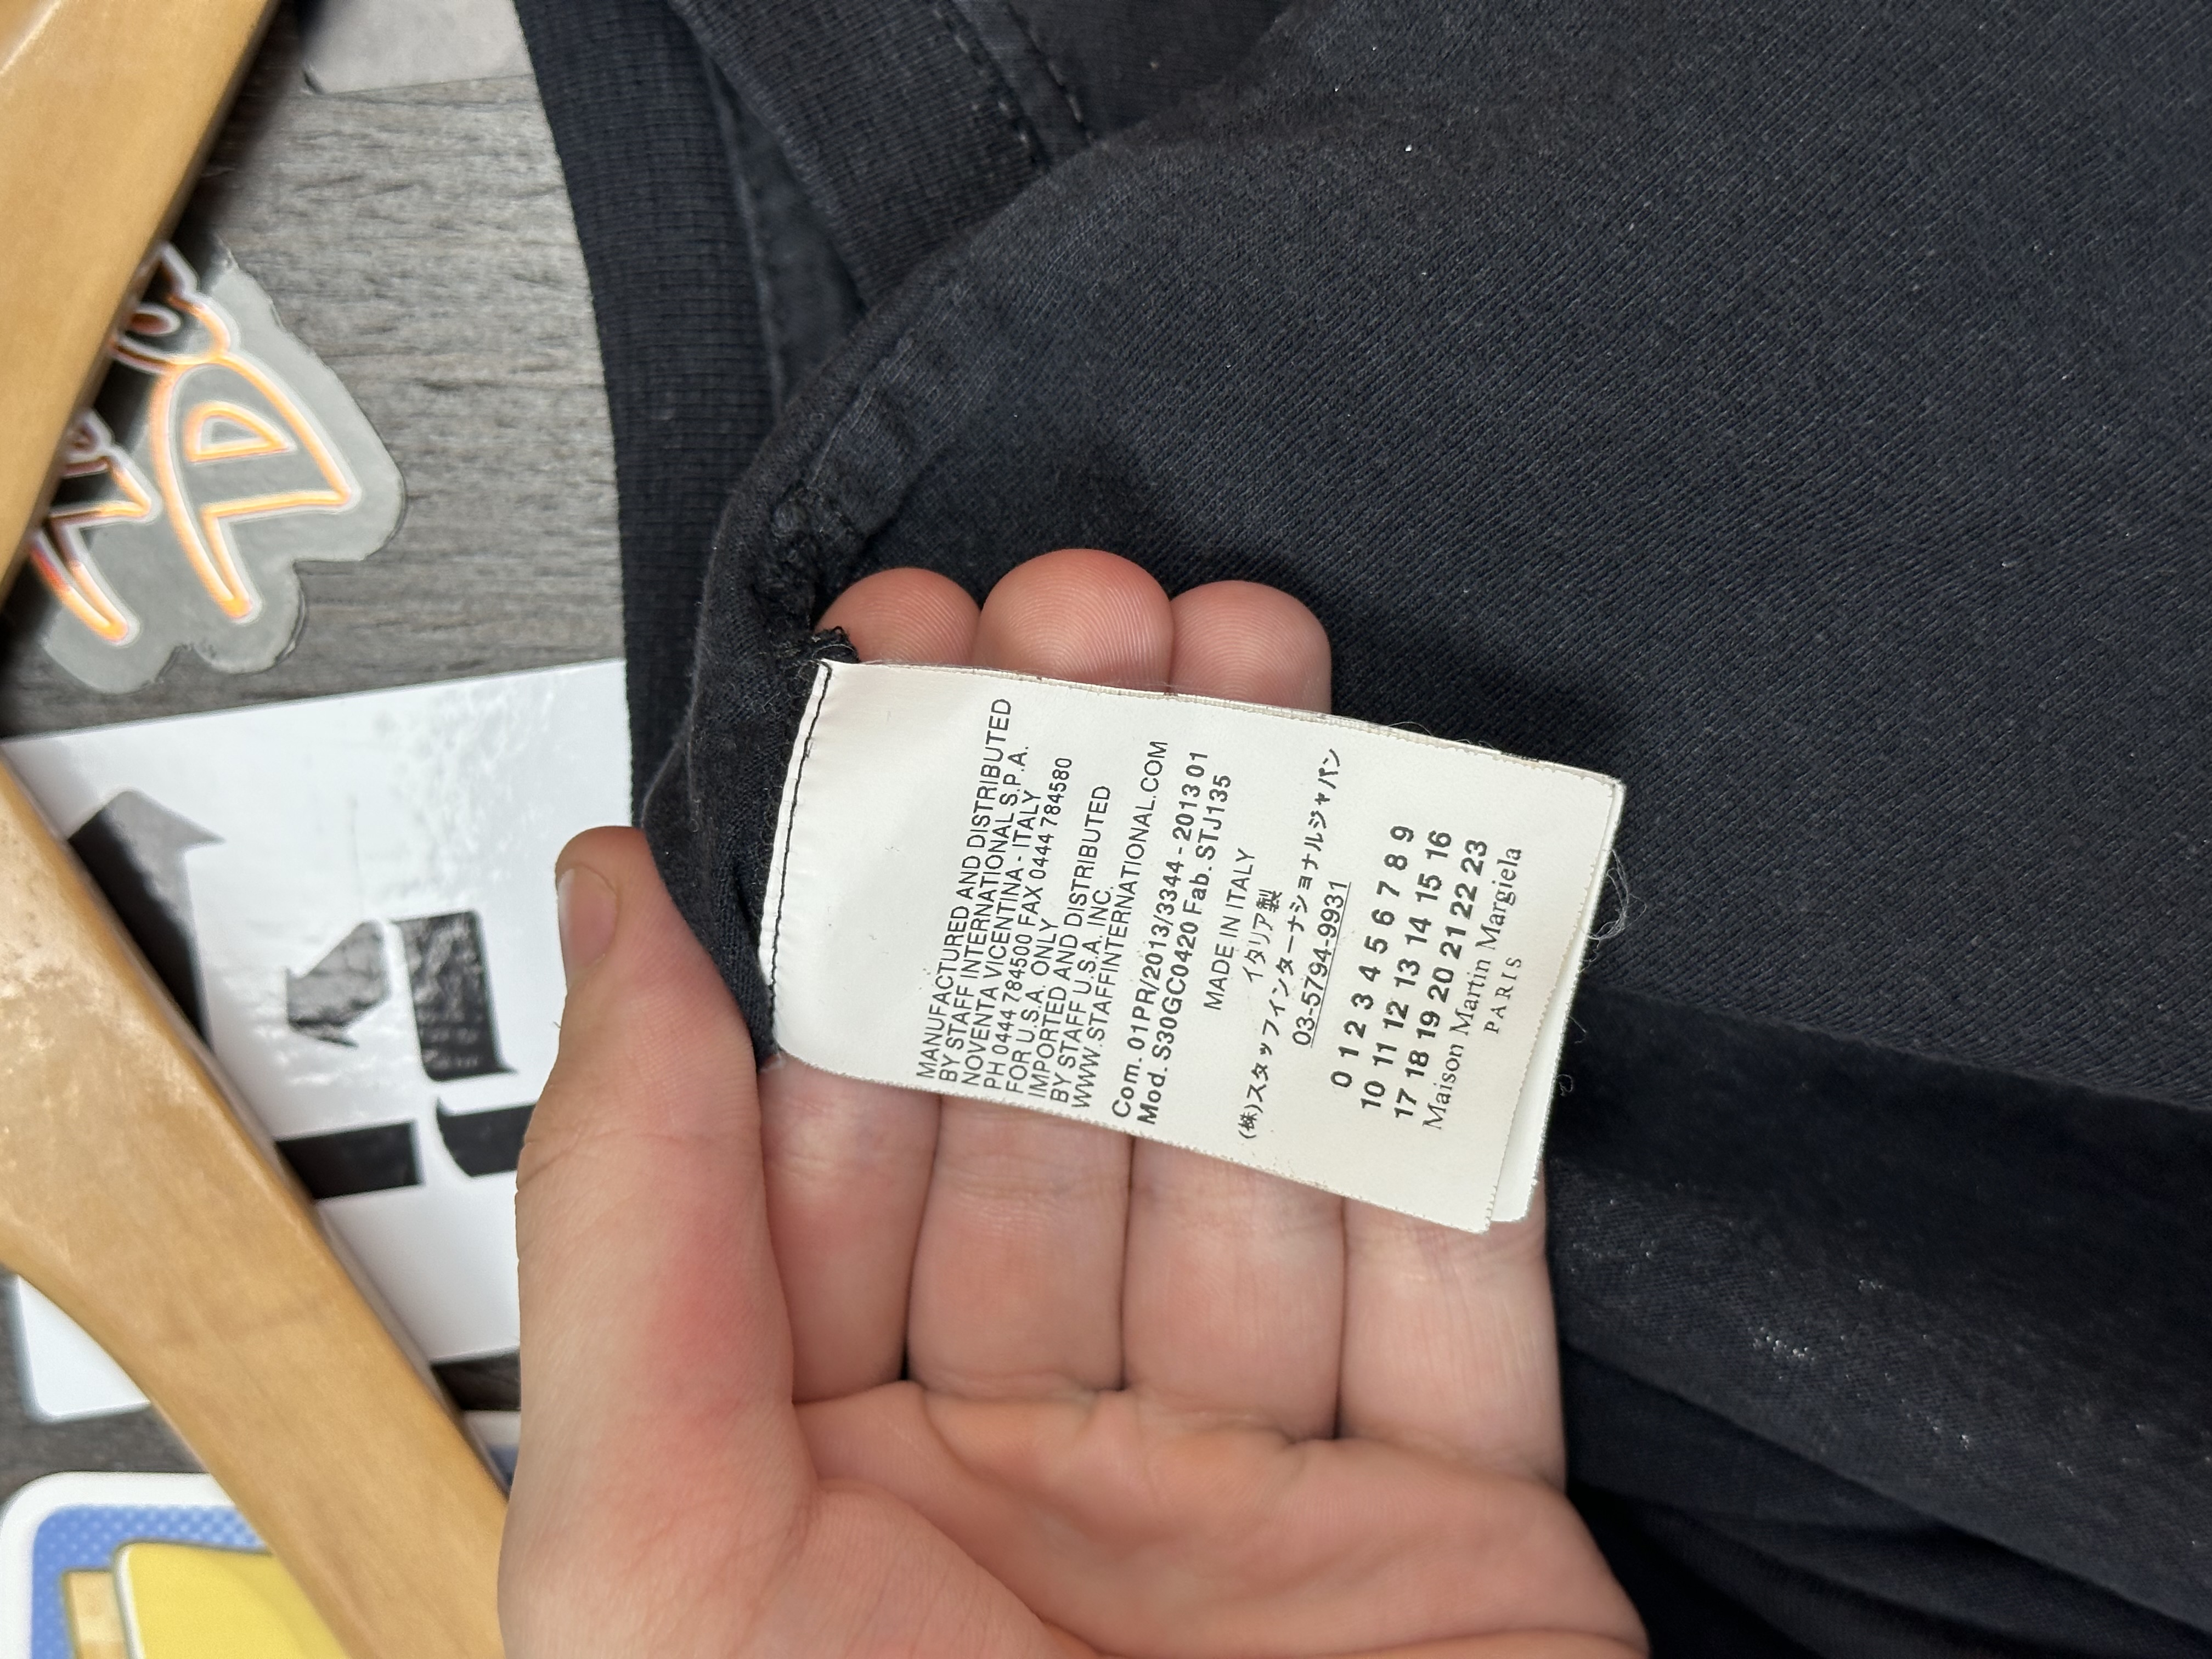 MANUFACTURED AND DISTRIBUTED
BY STAFF INTERNATIONAL S.P.A.
NOVENTA VICENTINA - ITALY
PH 0444 784500 FAX 0444 784580
FOR U.S.A. ONLY
IMPORTED AND DISTRIBUTED
BY STAFF U.S.A. INC.
WWW.STAFFINTERNATIONAL.COM
Com. 01PR/2013/3344 - 2013 01
Mod. S30GC0420 Fab. STJ135
MADE IN ITALY
イタリア製
(株)スタッフインターナショナルジャパン
03-5794-9931
0 1 2 3 4 5 6 7 8 9
10 11 12 13 14 15 16
17 18 19 20 21 22 23
Maison Martin Margiela
PARIS